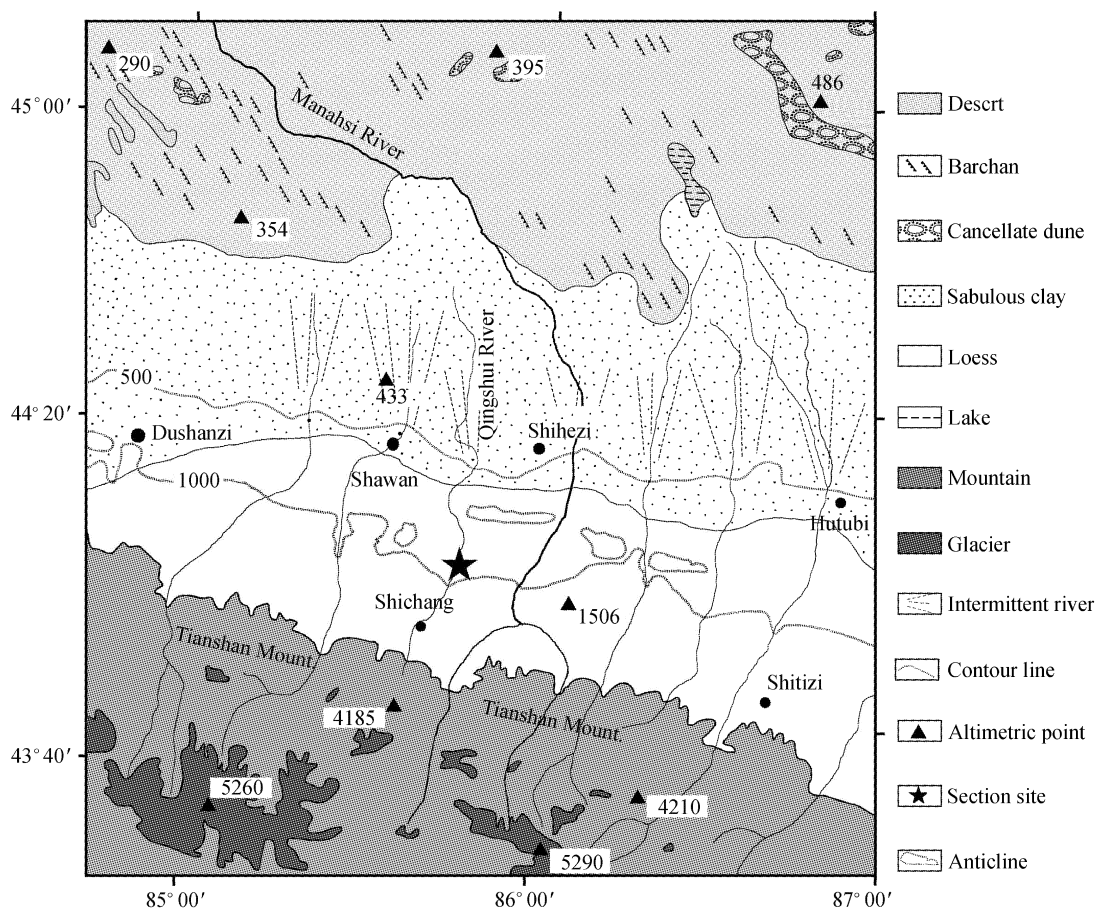 290
395
486
45°00′
Manahsi River
354
500
433
Qingshui River
44°20′
Dushanzi
Shihezi
Shawan
1000
Hutubi
Shichang
1506
Tianshan Mount.
Shitizi
4185
Tianshan Mount.
43°40′
5260
4210
5290
85°00′
86°00′
87°00′
Descrt
Barchan
Cancellate dune
Sabulous clay
Loess
Lake
Mountain
Glacier
Intermittent river
Contour line
Altimetric point
Section site
Anticline